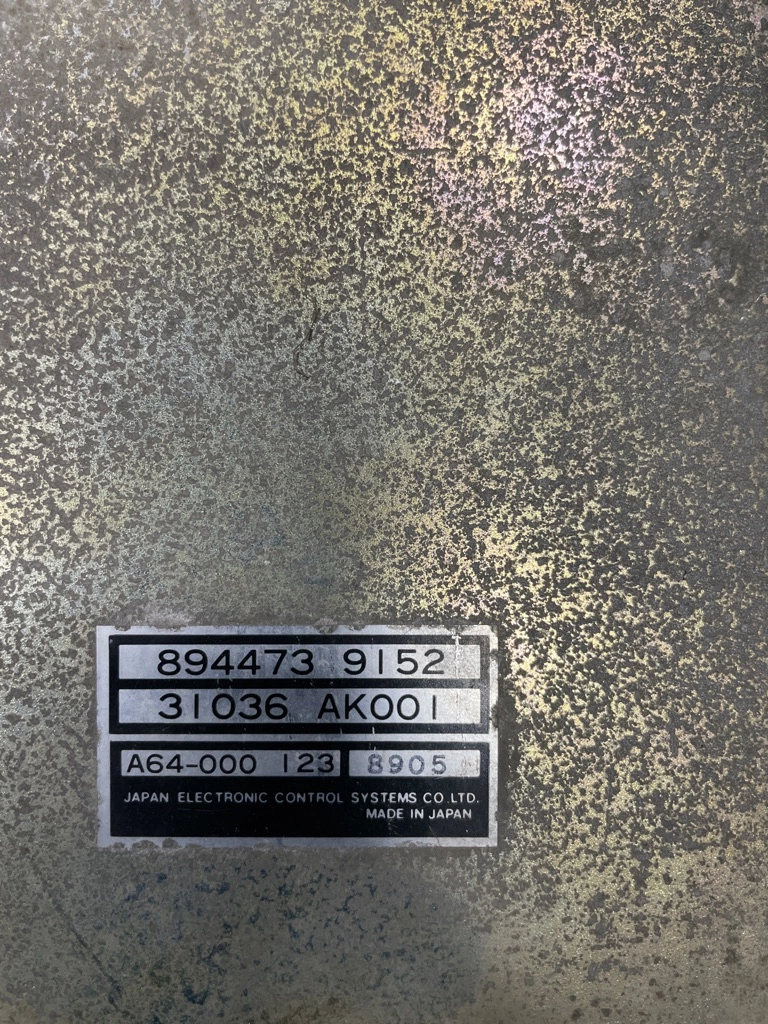 894473 9152
31036 AK001
A64-000 123 8905
JAPAN ELECTRONIC CONTROL SYSTEMS CO.LTD.
MADE IN JAPAN